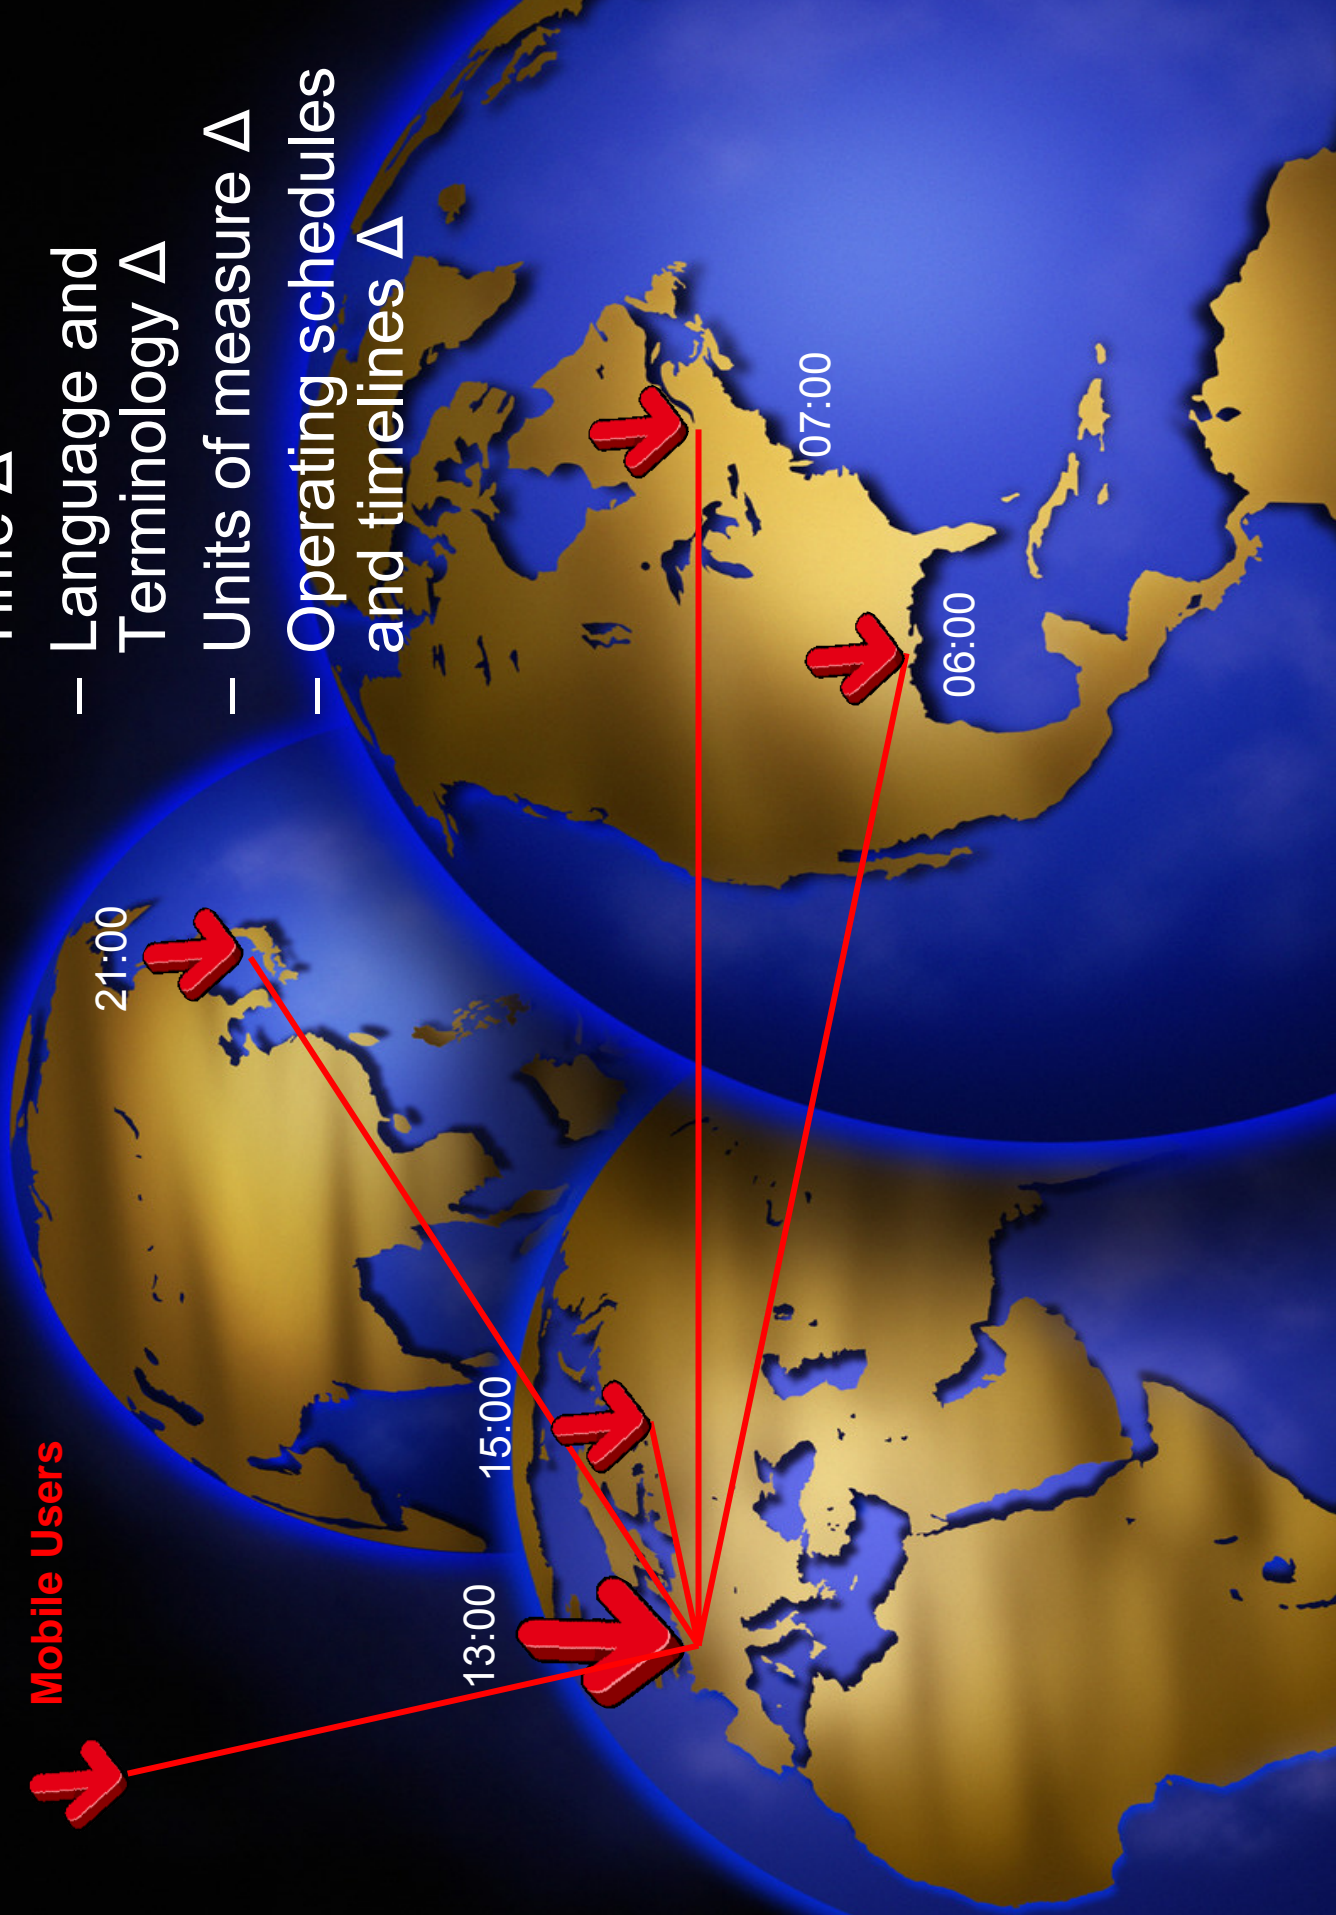 – Language and
Terminology Δ
– Units of measure Δ
– Operating schedules
and timelines Δ
Mobile Users
21:00
15:00
13:00
07:00
06:00